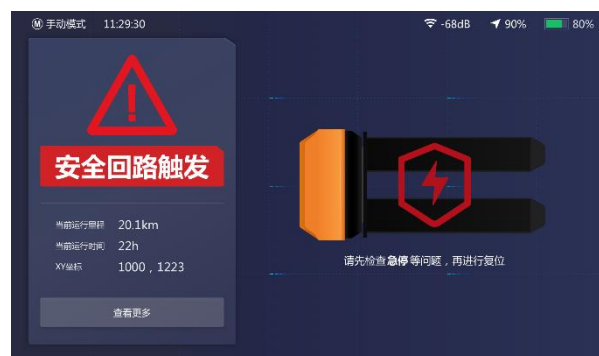 M 手动模式 11:29:30
-68dB 90% 80%
安全回路触发
当前运行里程 20.1km
当前运行时间 22h
XY坐标 1000，1223
查看更多
请先检查急停等问题，再进行复位